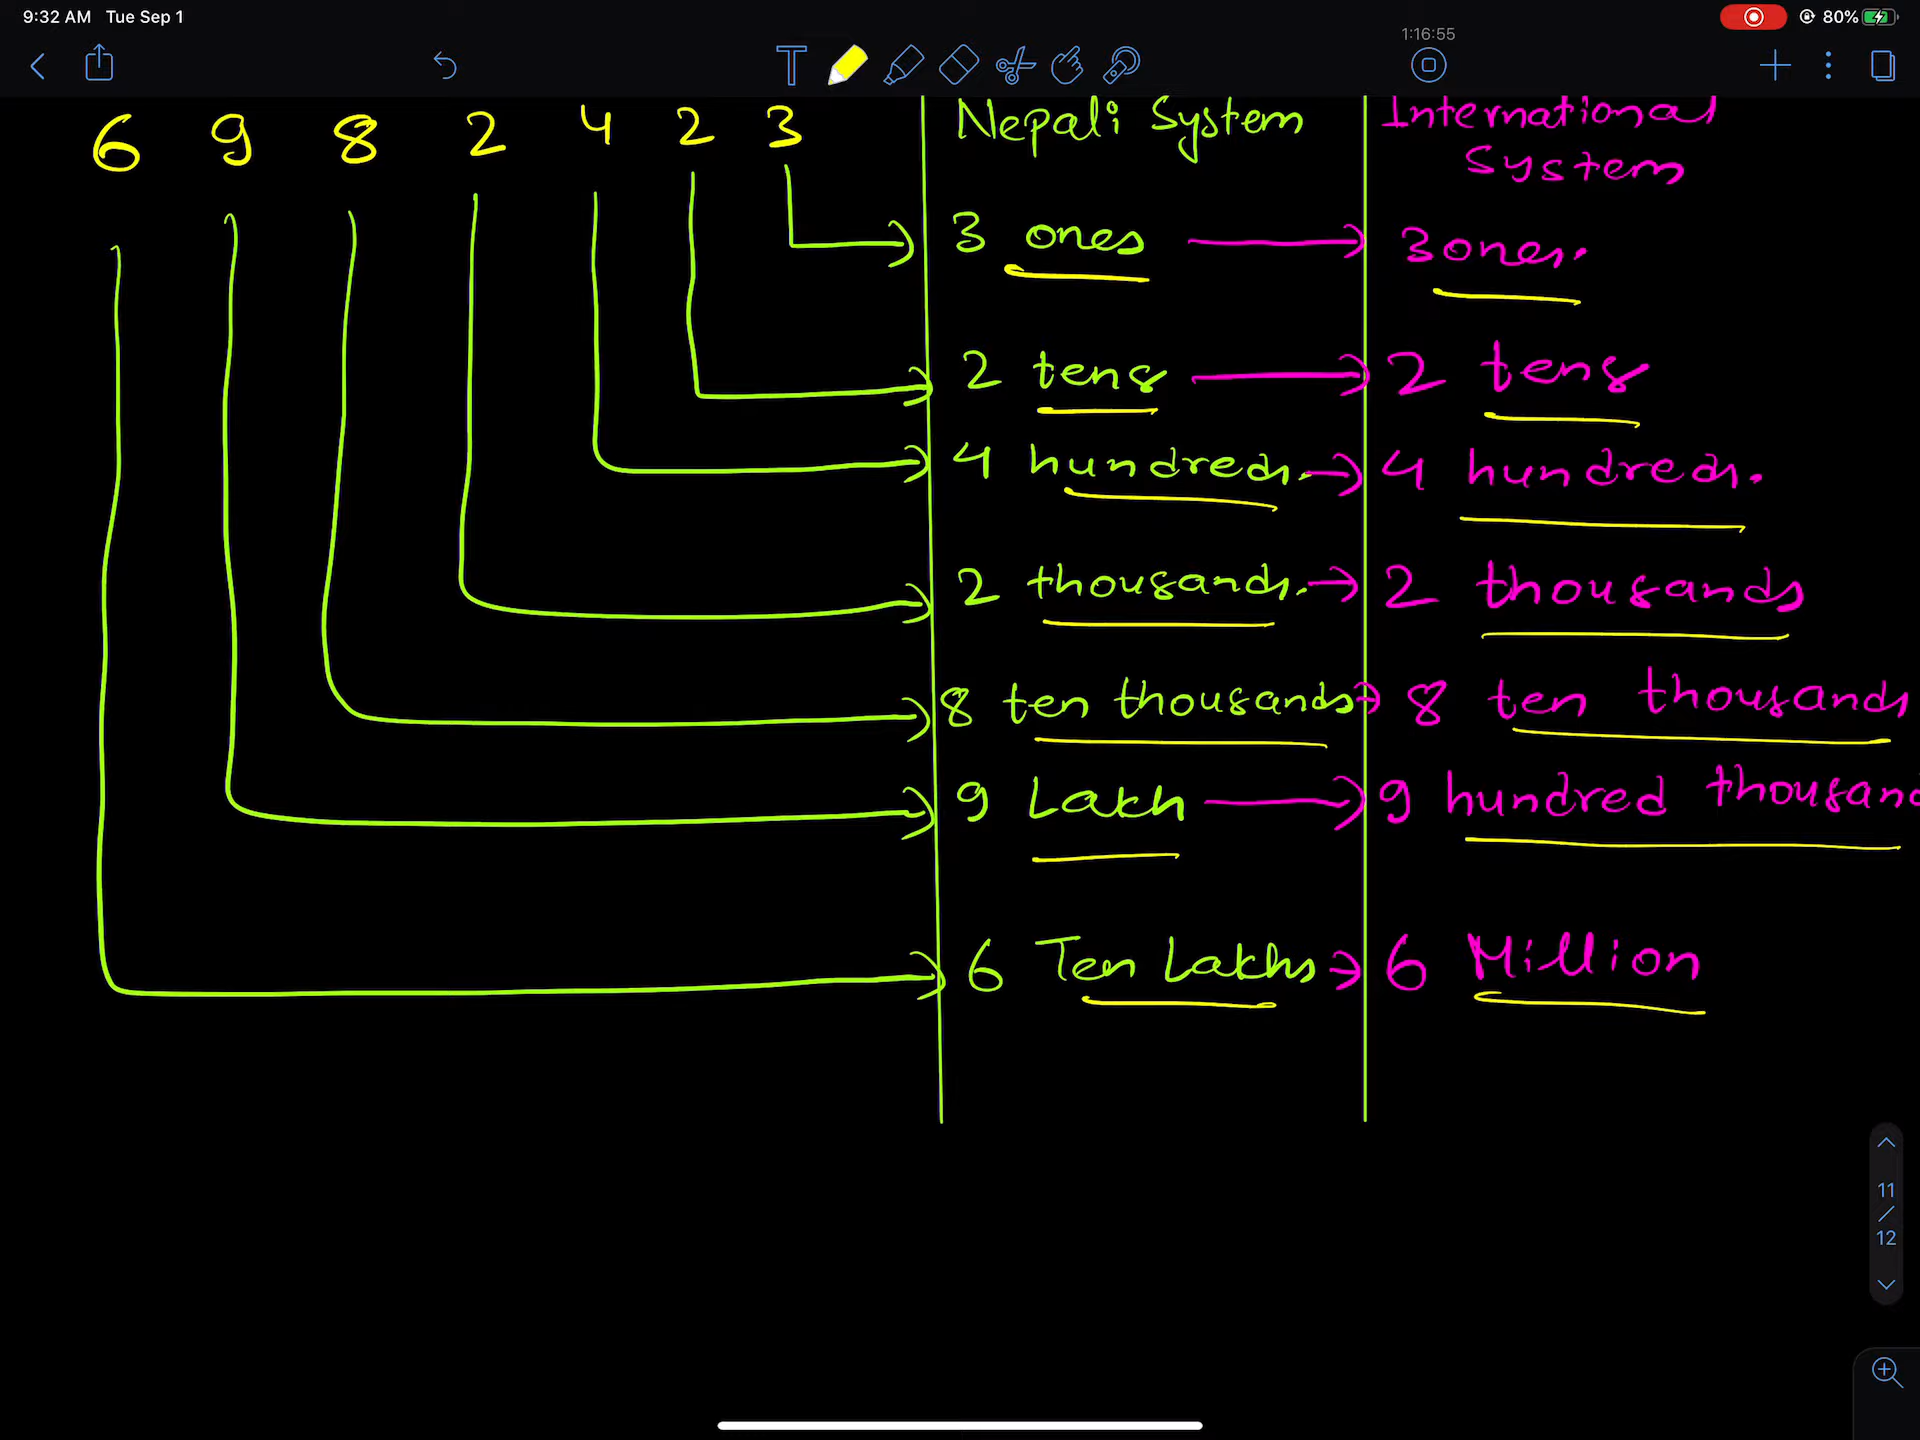 9:32 AM Tue Sep 1
80%
1:16:55
6 9 8 2 4 2 3
Nepali System
International
System
3 ones
3 ones.
2 tens
2 tens
4 hundreds.
4 hundreds.
2 thousands.
2 thousands
8 ten thousands
8 ten thousands
9 Lakh
9 hundred thousand
6 Ten Lakhs
6 Million
11
/
12